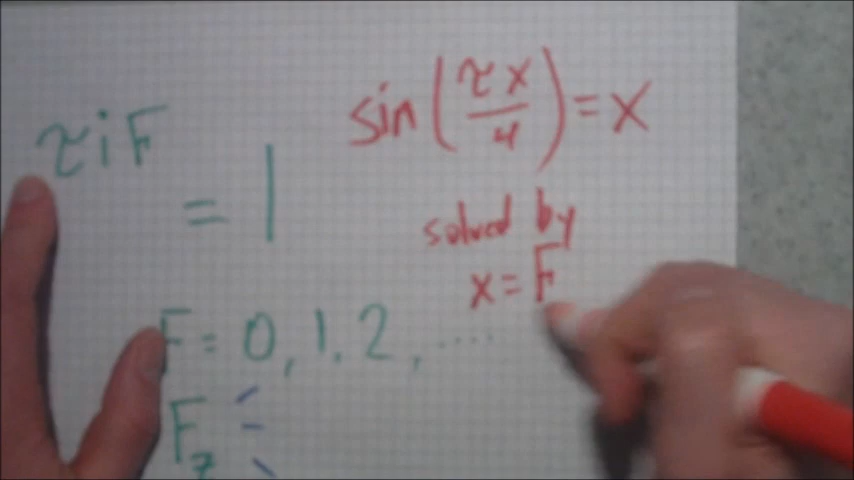 τiF
= 1
F = 0, 1, 2, ....
F
sin(τx/4) = x
solved by
x = F